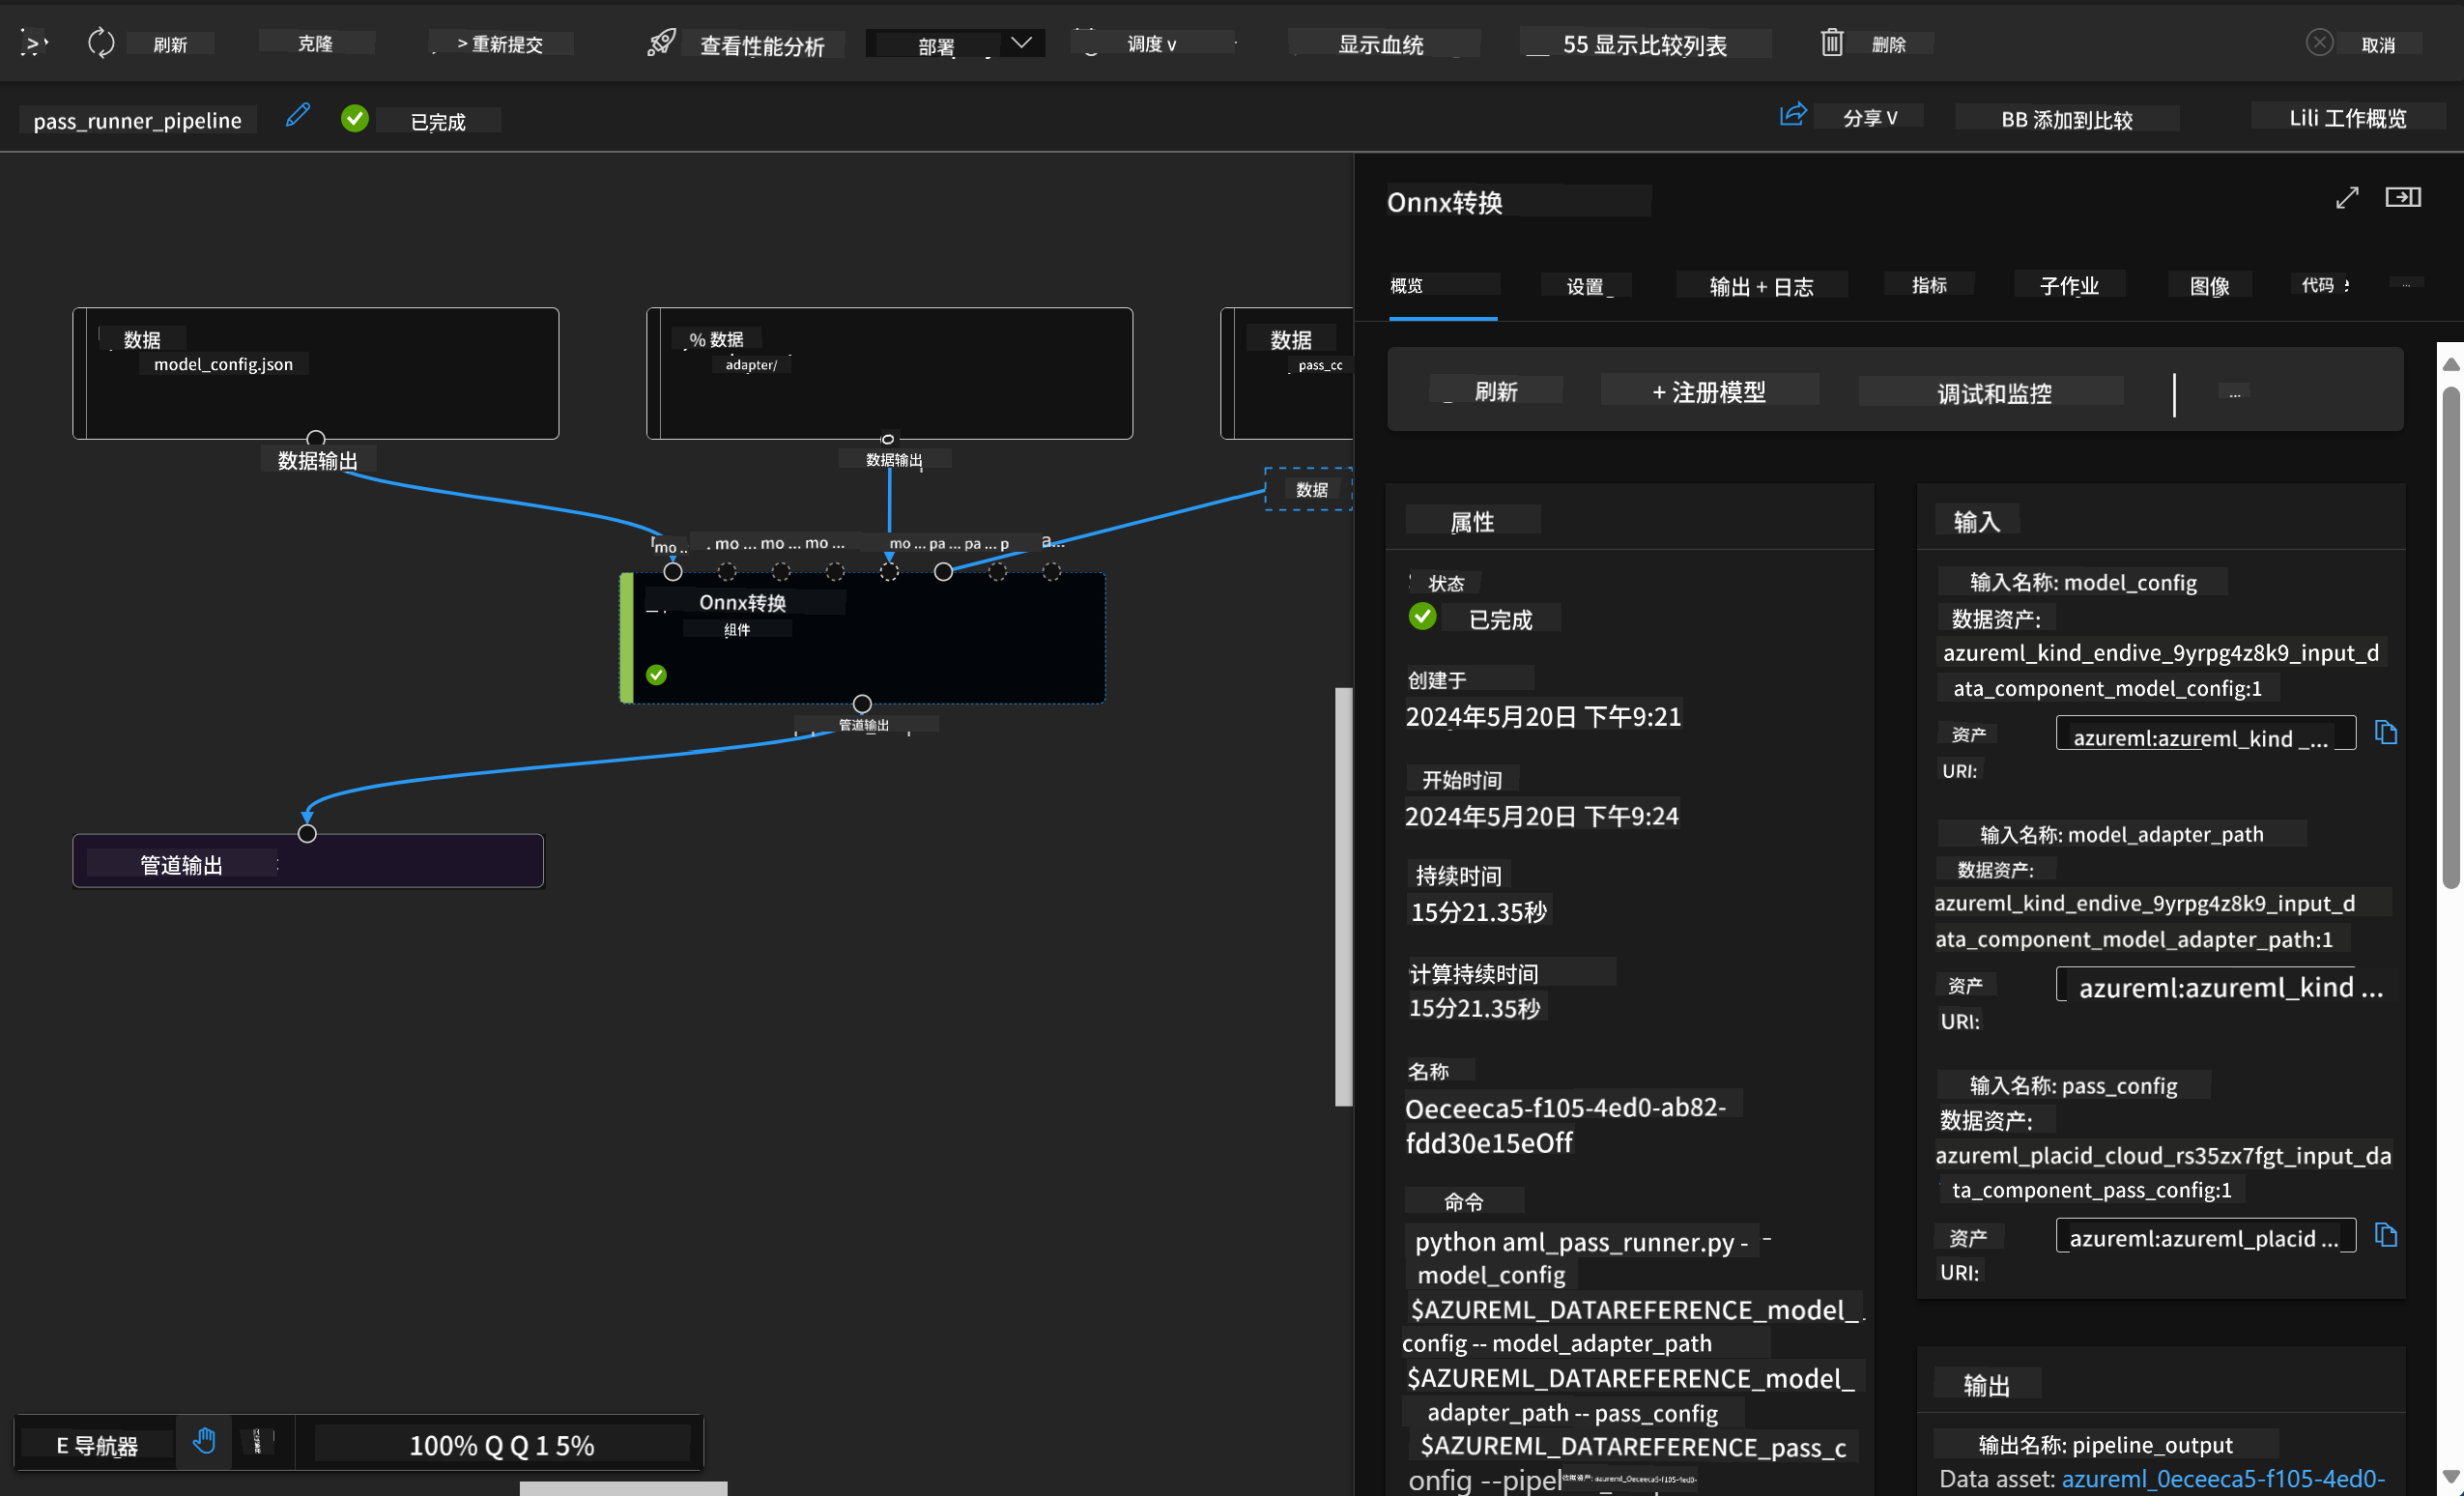 刷新
克隆
> 重新提交
查看性能分析
部署
调度 v
显示血统
55 显示比较列表
删除
取消
pass_runner_pipeline
已完成
分享 V
BB 添加到比较
Lili 工作概览
数据
model_config.json
数据输出
% 数据
adapter/
数据输出
数据
pass_cc
数据
mo ..
. mo ... mo ... mo ...
mo ... pa ... pa ... p
a...
Onnx转换
组件
管道输出
管道输出
E 导航器
100% Q Q 1 5%
Onnx转换
概览
设置
输出 + 日志
指标
子作业
图像
代码
...
刷新
+ 注册模型
调试和监控
...
属性
状态
已完成
创建于
2024年5月20日 下午9:21
开始时间
2024年5月20日 下午9:24
持续时间
15分21.35秒
计算持续时间
15分21.35秒
名称
Oeceeca5-f105-4ed0-ab82-
fdd30e15eOff
命令
python aml_pass_runner.py - -
model_config
$AZUREML_DATAREFERENCE_model_
config -- model_adapter_path
$AZUREML_DATAREFERENCE_model_
adapter_path -- pass_config
$AZUREML_DATAREFERENCE_pass_c
onfig --pipel
输入
输入名称: model_config
数据资产:
azureml_kind_endive_9yrpg4z8k9_input_d
ata_component_model_config:1
资产
azureml:azureml_kind _...
URI:
输入名称: model_adapter_path
数据资产:
azureml_kind_endive_9yrpg4z8k9_input_d
ata_component_model_adapter_path:1
资产
azureml:azureml_kind ...
URI:
输入名称: pass_config
数据资产:
azureml_placid_cloud_rs35zx7fgt_input_da
ta_component_pass_config:1
资产
azureml:azureml_placid ...
URI:
输出
输出名称: pipeline_output
Data asset: azureml_0eceeca5-f105-4ed0-